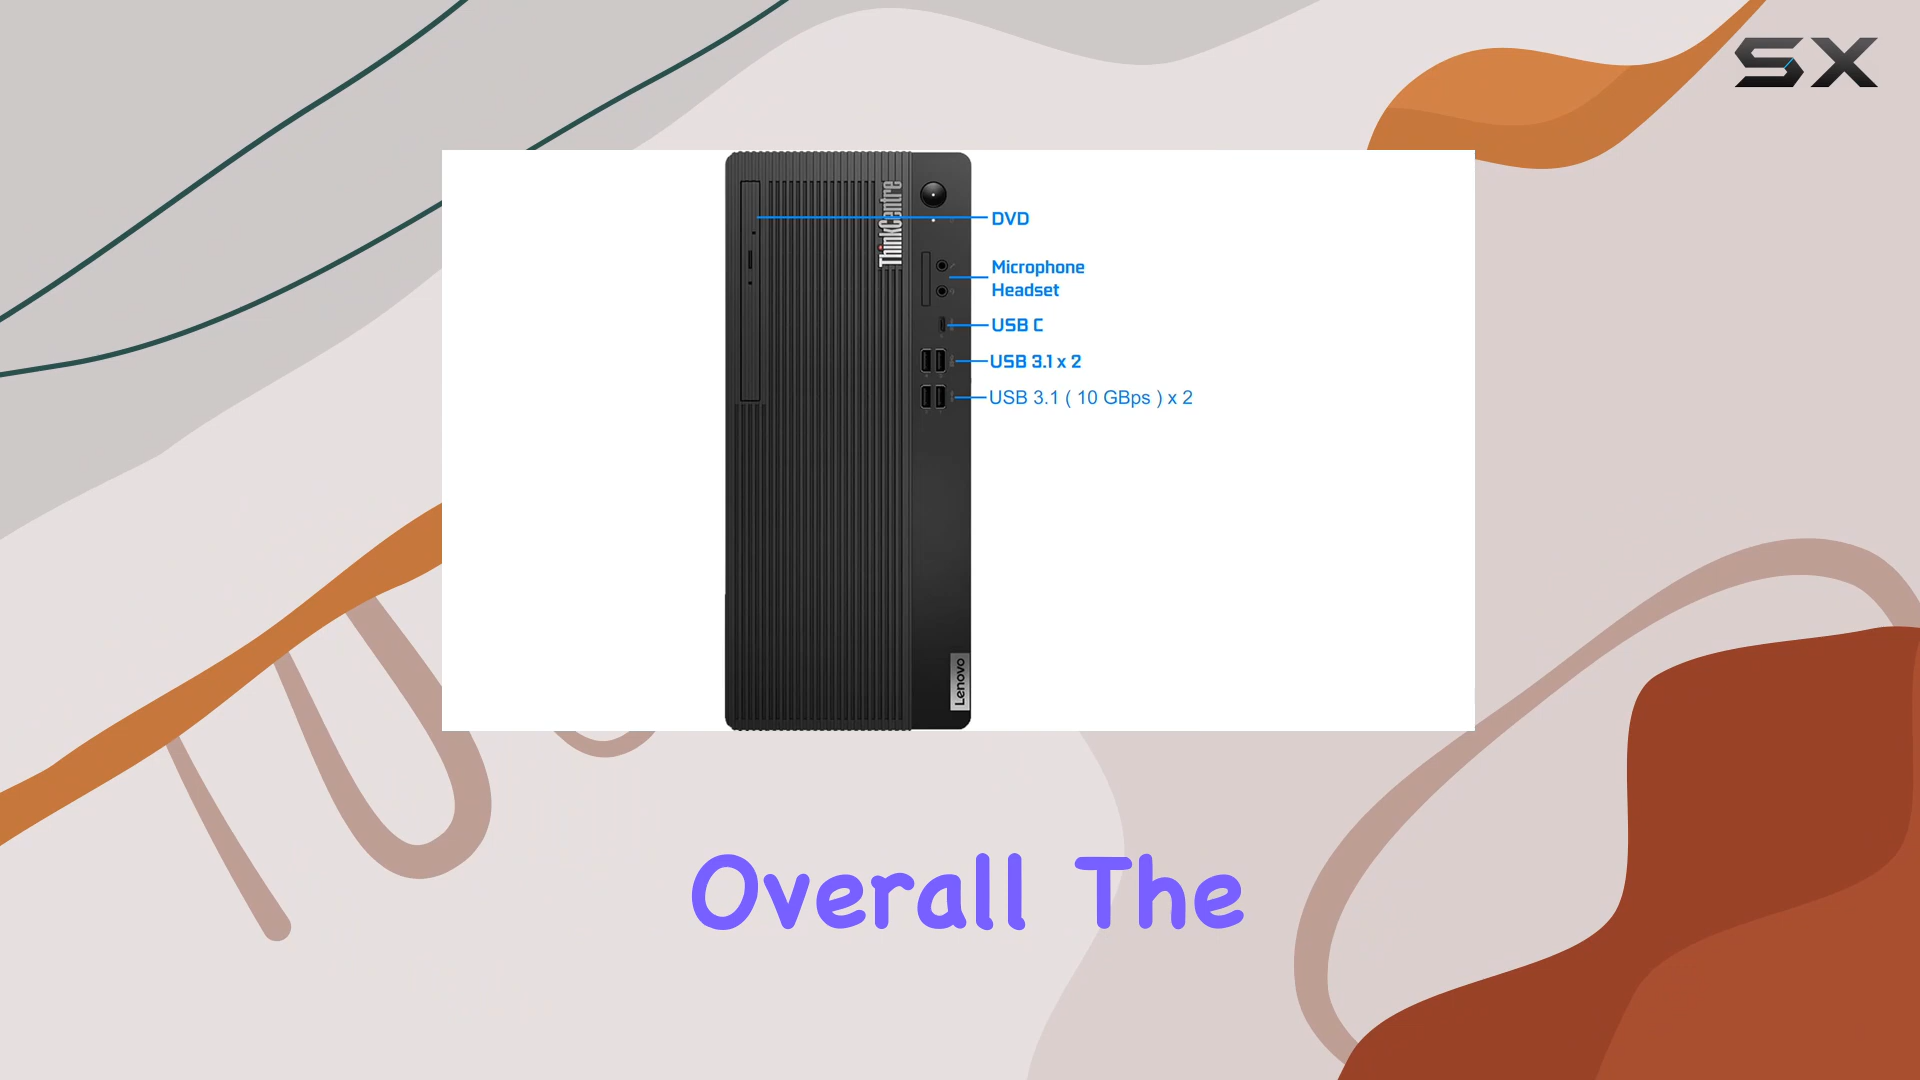 SX
ThinkCentre
DVD
Microphone
Headset
USB C
USB 3.1 x 2
USB 3.1 ( 10 GBps ) x 2
Lenovo
Overall The